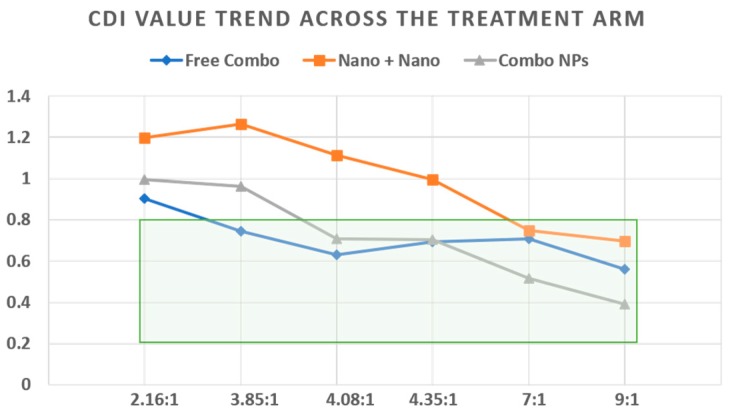 CDI VALUE TREND ACROSS THE TREATMENT ARM
Free Combo Nano + Nano Combo NPs
1.4
1.2
1
0.8
0.6
0.4
0.2
0
2.16:1 3.85:1 4.08:1 4.35:1 7:1 9:1